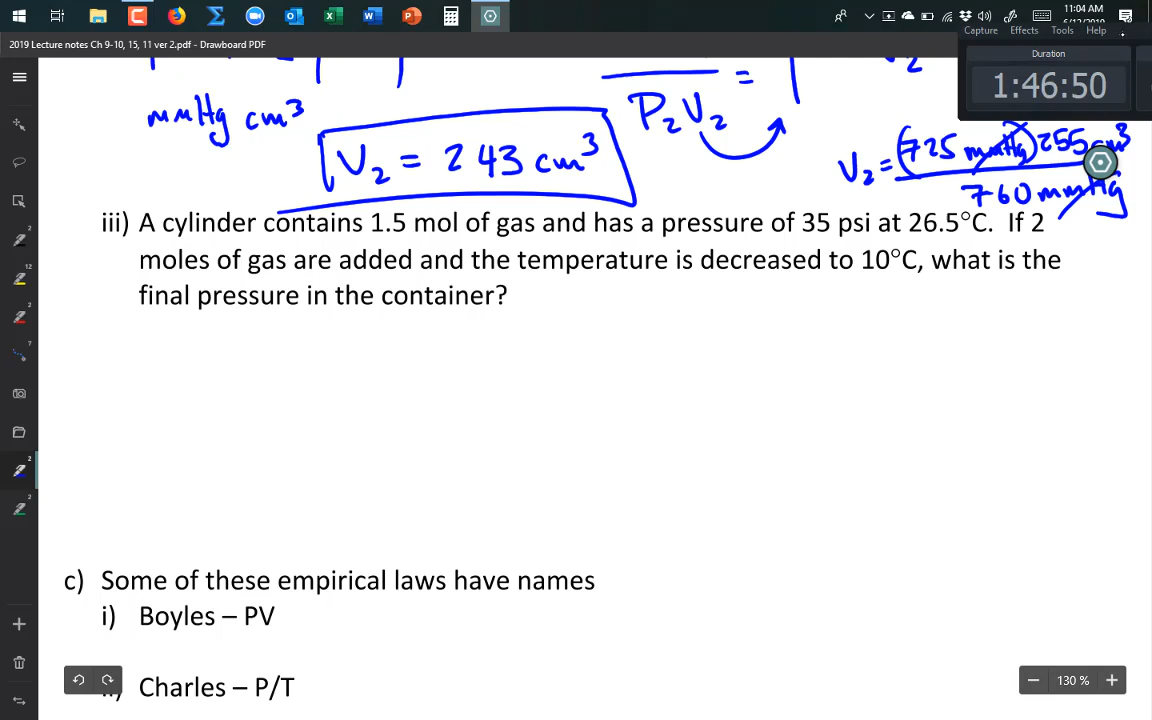 11:04 AM
2019 Lecture notes Ch 9-10, 15, 11 ver 2.pdf - Drawboard PDF
Capture Effects Tools Help
Duration
1:46:50
mmHg cm³
V₂ = 243 cm³
P₂V₂
=
V₂
V₂ = (725 mmHg) 255 cm³
760 mmHg
iii) A cylinder contains 1.5 mol of gas and has a pressure of 35 psi at 26.5°C. If 2
moles of gas are added and the temperature is decreased to 10°C, what is the
final pressure in the container?
c) Some of these empirical laws have names
i) Boyles – PV
Charles – P/T
130 %